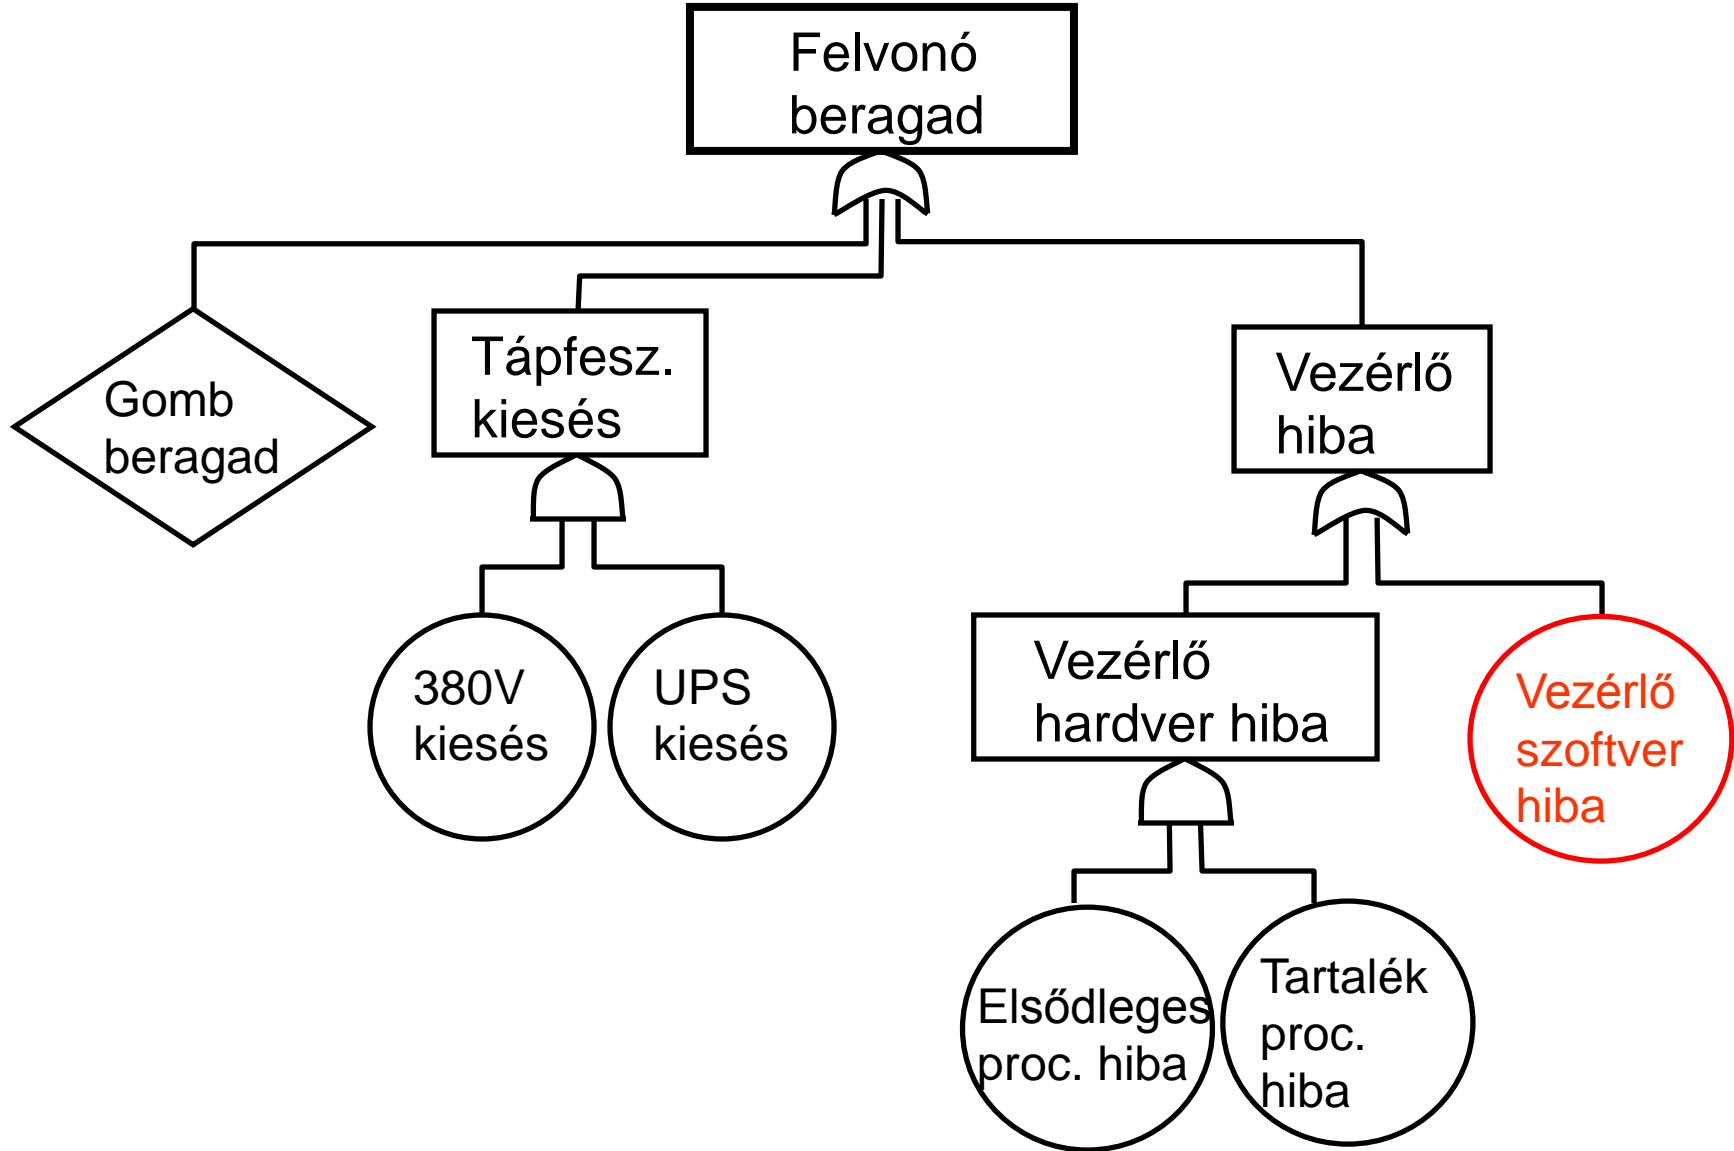 Felvonó
beragad
Gomb
beragad
Tápfesz.
kiesés
Vezérlő
hiba
380V
kiesés
UPS
kiesés
Vezérlő
hardver hiba
Vezérlő
szoftver
hiba
Elsődleges
proc. hiba
Tartalék
proc.
hiba